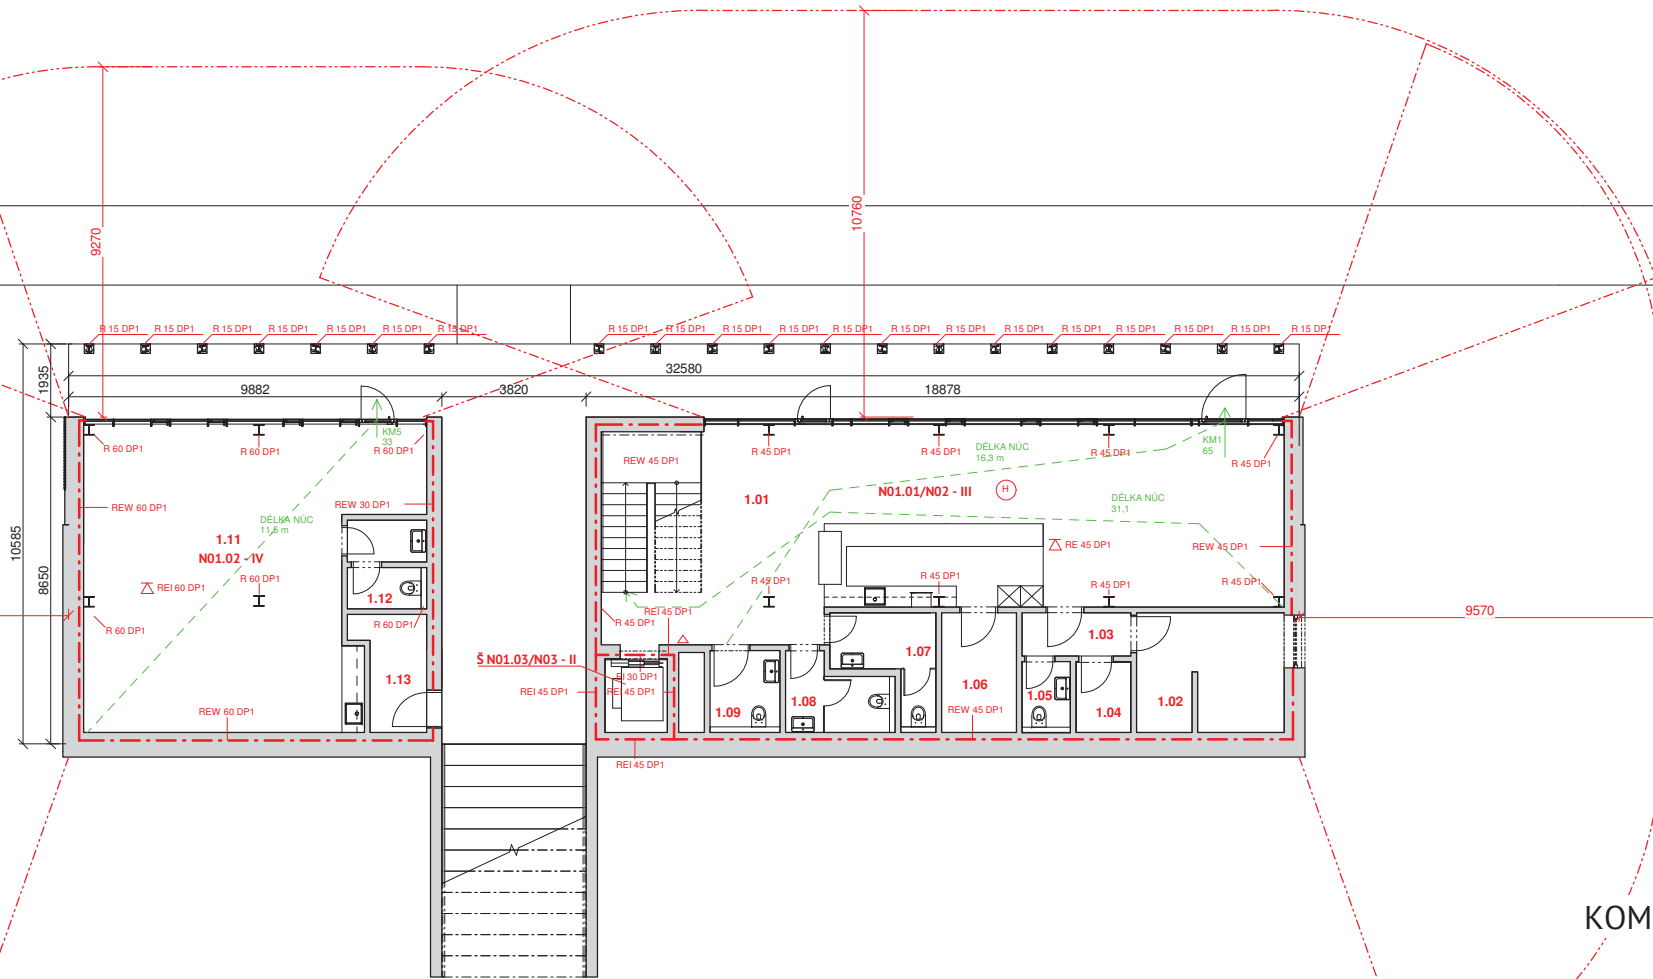 10760
9270
R 15 DP1 R 15 DP1 R 15 DP1 R 15 DP1 R 15 DP1 R 15 DP1 R 15 DP1 R 15 DP1 R 15 DP1 R 15 DP1 R 15 DP1 R 15 DP1 R 15 DP1 R 15 DP1 R 15 DP1 R 15 DP1 R 15 DP1 R 15 DP1 R 15 DP1 R 15 DP1
32580
1935
9882 3820 18878
KM5
33
R 60 DP1 R 60 DP1 R 60 DP1
KM1
65
DÉLKA NÚC
16,3 m
R 45 DP1 R 45 DP1 R 45 DP1 R 45 DP1
REW 45 DP1
N01.01/N02 - III
H
1.01
DÉLKA NÚC
31,1
REW 60 DP1
REW 30 DP1
DÉLKA NÚC
11,5 m
1.11
N01.02 - IV
10585
8650
RE 45 DP1
REW 45 DP1
REI 60 DP1
R 60 DP1
R 45 DP1 R 45 DP1 R 45 DP1 R 45 DP1
1.12
R 60 DP1
R 60 DP1
REI 45 DP1
R 45 DP1
9570
1.03
1.07
Š N01.03/N03 - II
EI 30 DP1
REI 45 DP1
REI 45 DP1
1.13
1.06
1.05
1.02
1.08
1.09
1.04
REW 60 DP1
REW 45 DP1
REI 45 DP1
KOM